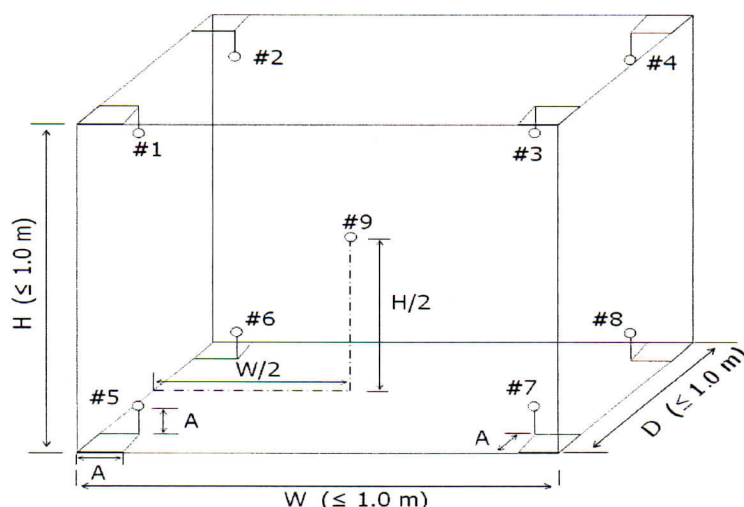 #2
#4
#1
#3
#9
H (≤ 1.0 m)
H/2
#6
#8
W/2
#5
#7
A
A
D (≤ 1.0 m)
A
W (≤ 1.0 m)